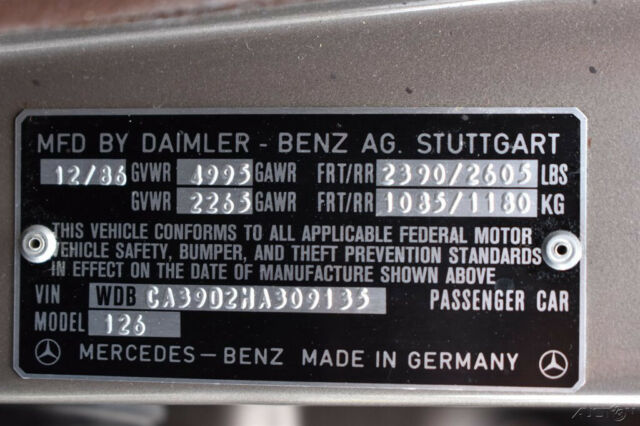 MFD BY DAIMLER - BENZ AG. STUTTGART
12/86 GVWR 4995 GAWR FRT/RR 2390/2605 LBS
GVWR 2265 GAWR FRT/RR 1085/1180 KG
THIS VEHICLE CONFORMS TO ALL APPLICABLE FEDERAL MOTOR
VEHICLE SAFETY, BUMPER, AND THEFT PREVENTION STANDARDS
IN EFFECT ON THE DATE OF MANUFACTURE SHOWN ABOVE
VIN WDB CA39D2HA309135 PASSENGER CAR
MODEL 126
MERCEDES-BENZ MADE IN GERMANY